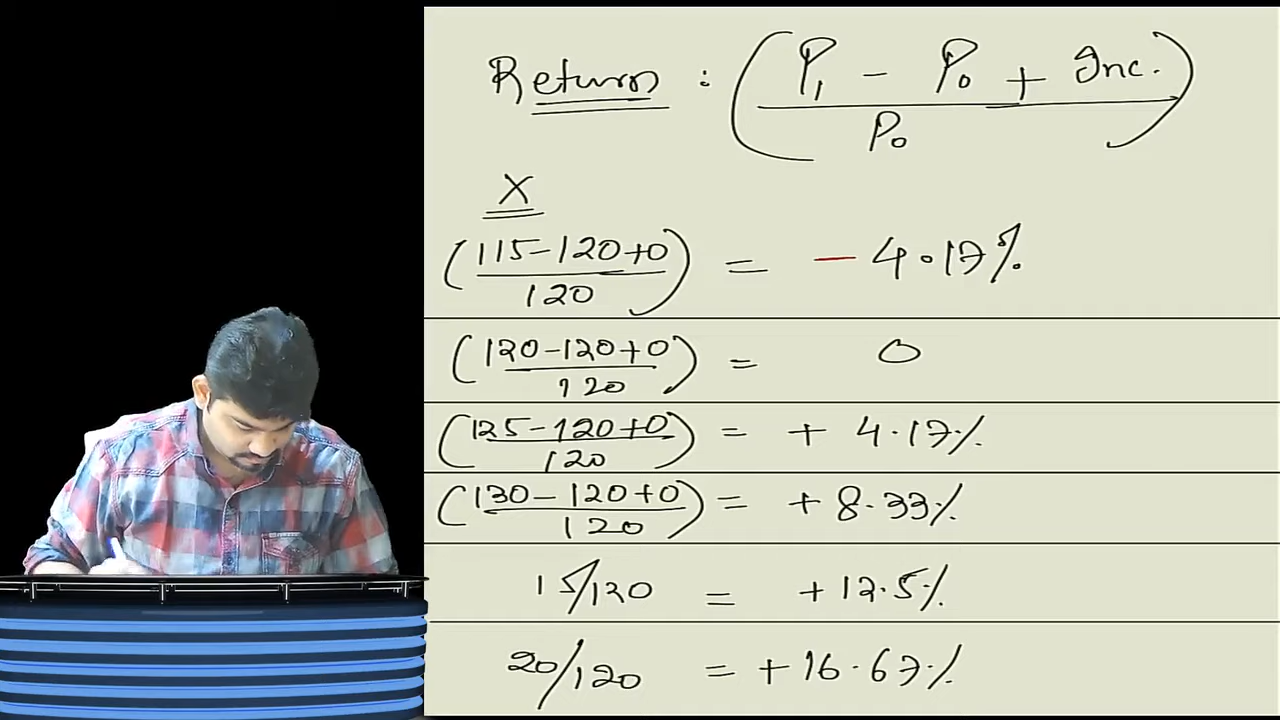 Return : (P₁ - P₀ + Inc. / P₀)
X
(115-120+0 / 120) = - 4.17%
(120-120+0 / 120) = 0
(125-120+0 / 120) = + 4.17%
(130-120+0 / 120) = + 8.33%
15/120 = +12.5%
20/120 = +16.67%